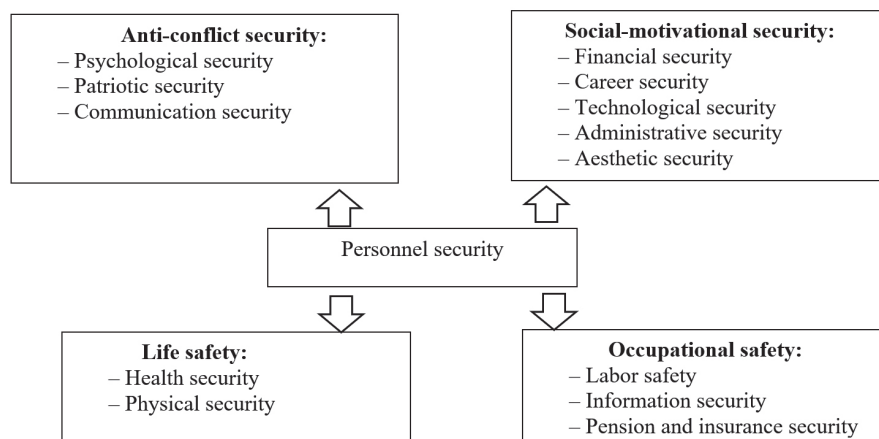 Anti-conflict security:
– Psychological security
– Patriotic security
– Communication security
Social-motivational security:
– Financial security
– Career security
– Technological security
– Administrative security
– Aesthetic security
Personnel security
Life safety:
– Health security
– Physical security
Occupational safety:
– Labor safety
– Information security
– Pension and insurance security